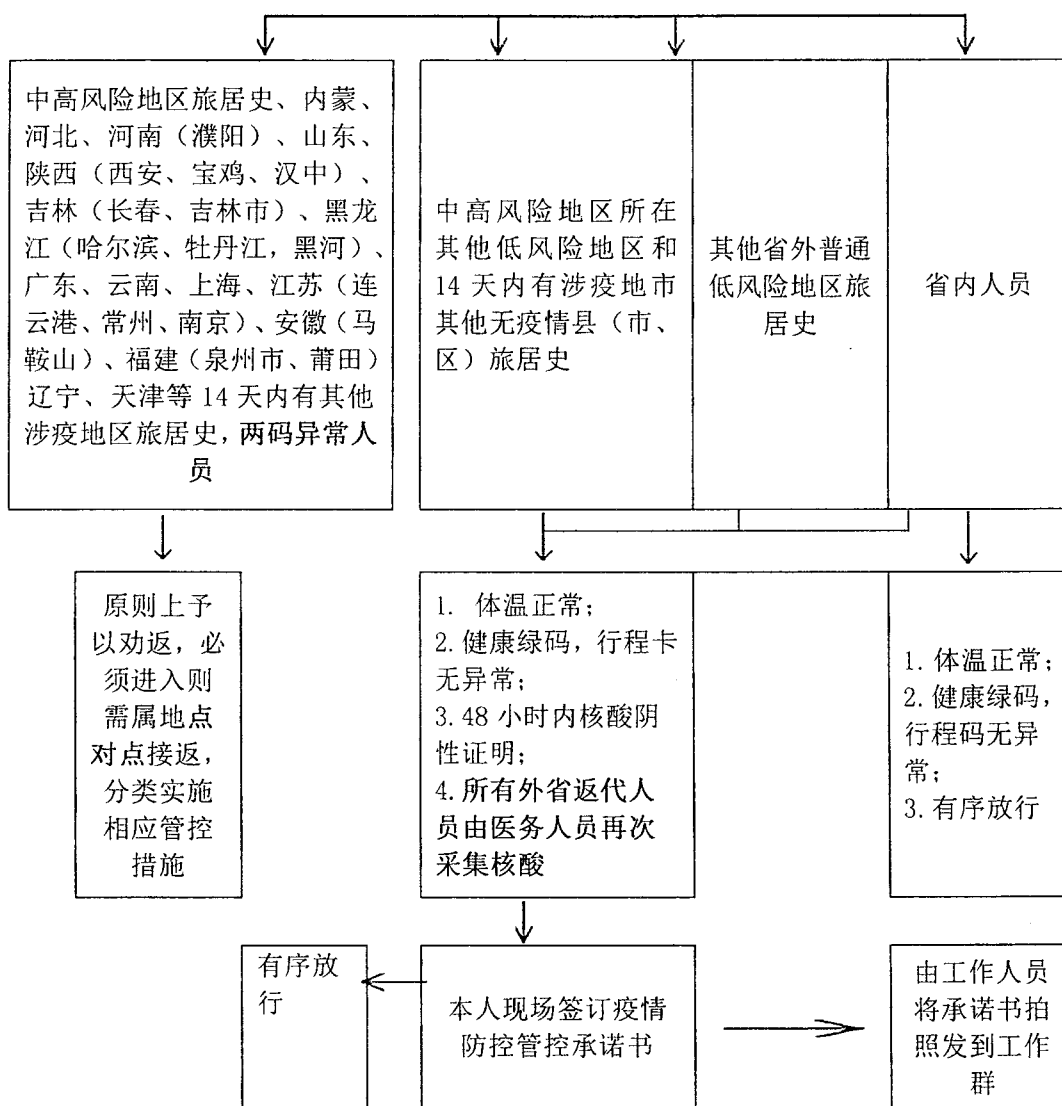 中高风险地区旅居史、内蒙、
河北、河南（濮阳）、山东、
陕西（西安、宝鸡、汉中）、
吉林（长春、吉林市）、黑龙
江（哈尔滨、牡丹江，黑河）、
广东、云南、上海、江苏（连
云港、常州、南京）、安徽（马
鞍山）、福建（泉州市、莆田）
辽宁、天津等 14 天内有其他
涉疫地区旅居史，两码异常人
员
中高风险地区所在
其他低风险地区和
14 天内有涉疫地市
其他无疫情县（市、
区）旅居史
其他省外普通
低风险地区旅
居史
省内人员
原则上予
以劝返，必
须进入则
需属地点
对点接返，
分类实施
相应管控
措施
1. 体温正常；
2. 健康绿码，行程卡
无异常；
3. 48 小时内核酸阴
性证明；
4. 所有外省返代人
员由医务人员再次
采集核酸
1. 体温正常；
2. 健康绿码，
行程码无异
常；
3. 有序放行
有序放
行
本人现场签订疫情
防控管控承诺书
由工作人员
将承诺书拍
照发到工作
群